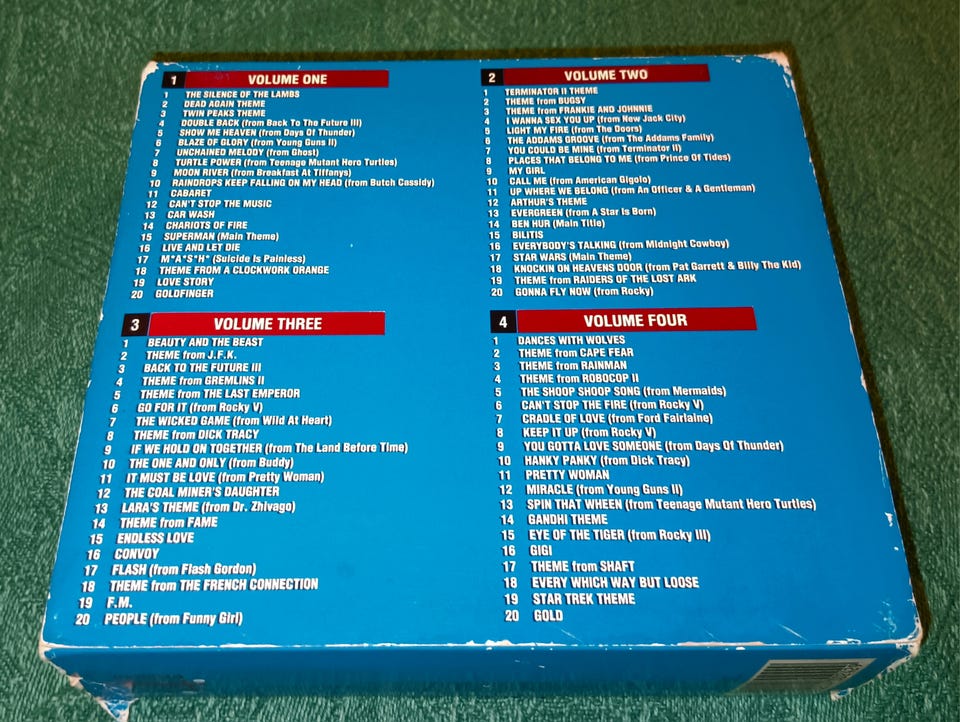 1 VOLUME ONE
1 THE SILENCE OF THE LAMBS
2 DEAD AGAIN THEME
3 TWIN PEAKS THEME
4 DOUBLE BACK (from Back To The Future III)
5 SHOW ME HEAVEN (from Days Of Thunder)
6 BLAZE OF GLORY (from Young Guns II)
7 UNCHAINED MELODY (from Ghost)
8 TURTLE POWER (from Teenage Mutant Hero Turtles)
9 MOON RIVER (from Breakfast At Tiffanys)
10 RAINDROPS KEEP FALLING ON MY HEAD (from Butch Cassidy)
11 CABARET
12 CAN'T STOP THE MUSIC
13 CAR WASH
14 CHARIOTS OF FIRE
15 SUPERMAN (Main Theme)
16 LIVE AND LET DIE
17 M*A*S*H* (Suicide Is Painless)
18 THEME FROM A CLOCKWORK ORANGE
19 LOVE STORY
20 GOLDFINGER
2 VOLUME TWO
1 TERMINATOR II THEME
2 THEME from BUGSY
3 THEME from FRANKIE AND JOHNNIE
4 I WANNA SEX YOU UP (from New Jack City)
5 LIGHT MY FIRE (from The Doors)
6 THE ADDAMS GROOVE (from The Addams Family)
7 YOU COULD BE MINE (from Terminator II)
8 PLACES THAT BELONG TO ME (from Prince Of Tides)
9 MY GIRL
10 CALL ME (from American Gigolo)
11 UP WHERE WE BELONG (from An Officer & A Gentleman)
12 ARTHUR'S THEME
13 EVERGREEN (from A Star Is Born)
14 BEN HUR (Main Title)
15 BILITIS
16 EVERYBODY'S TALKING (from Midnight Cowboy)
17 STAR WARS (Main Theme)
18 KNOCKIN ON HEAVENS DOOR (from Pat Garrett & Billy The Kid)
19 THEME from RAIDERS OF THE LOST ARK
20 GONNA FLY NOW (from Rocky)
3 VOLUME THREE
1 BEAUTY AND THE BEAST
2 THEME from J.F.K.
3 BACK TO THE FUTURE III
4 THEME from GREMLINS II
5 THEME from THE LAST EMPEROR
6 GO FOR IT (from Rocky V)
7 THE WICKED GAME (from Wild At Heart)
8 THEME from DICK TRACY
9 IF WE HOLD ON TOGETHER (from The Land Before Time)
10 THE ONE AND ONLY (from Buddy)
11 IT MUST BE LOVE (from Pretty Woman)
12 THE COAL MINER'S DAUGHTER
13 LARA'S THEME (from Dr. Zhivago)
14 THEME from FAME
15 ENDLESS LOVE
16 CONVOY
17 FLASH (from Flash Gordon)
18 THEME from THE FRENCH CONNECTION
19 F.M.
20 PEOPLE (from Funny Girl)
4 VOLUME FOUR
1 DANCES WITH WOLVES
2 THEME from CAPE FEAR
3 THEME from RAINMAN
4 THEME from ROBOCOP II
5 THE SHOOP SHOOP SONG (from Mermaids)
6 CAN'T STOP THE FIRE (from Rocky V)
7 CRADLE OF LOVE (from Ford Fairlaine)
8 KEEP IT UP (from Rocky V)
9 YOU GOTTA LOVE SOMEONE (from Days Of Thunder)
10 HANKY PANKY (from Dick Tracy)
11 PRETTY WOMAN
12 MIRACLE (from Young Guns II)
13 SPIN THAT WHEEN (from Teenage Mutant Hero Turtles)
14 GANDHI THEME
15 EYE OF THE TIGER (from Rocky III)
16 GIGI
17 THEME from SHAFT
18 EVERY WHICH WAY BUT LOOSE
19 STAR TREK THEME
20 GOLD